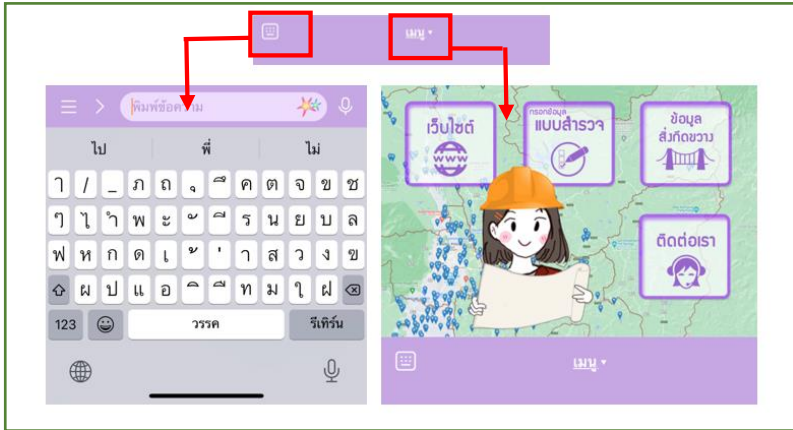 เมนู
พิมพ์ข้อความ
ไป พี่ ไม่
ๅ / _ ภ ถ ุ ึ ค ต จ ข ช
ๆ ไ ำ พ ะ ั ี ร น ย บ ล
ฟ ห ก ด เ ้ ่ า ส ว ง ฃ
ผ ป แ อ ิ ื ท ม ใ ฝ
123 วรรค รีเทิร์น
เว็บไซต์
www
กรอกข้อมูล
แบบสำรวจ
ข้อมูล
สิ่งกีดขวาง
ติดต่อเรา
เมนู